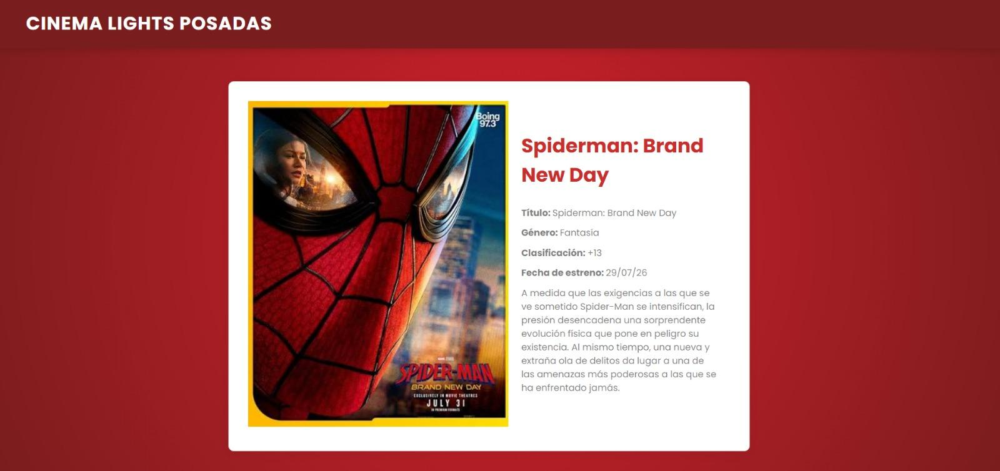 CINEMA LIGHTS POSADAS
Boing
97.3
SPIDER-MAN
BRAND NEW DAY
EXCLUSIVELY IN MOVIE THEATRES
JULY 31
IN PREMIUM FORMATS
Spiderman: Brand
New Day
Título: Spiderman: Brand New Day
Género: Fantasía
Clasificación: +13
Fecha de estreno: 29/07/26
A medida que las exigencias a las que se
ve sometido Spider-Man se intensifican, la
presión desencadena una sorprendente
evolución física que pone en peligro su
existencia. Al mismo tiempo, una nueva y
extraña ola de delitos da lugar a una de
las amenazas más poderosas a las que se
ha enfrentado jamás.